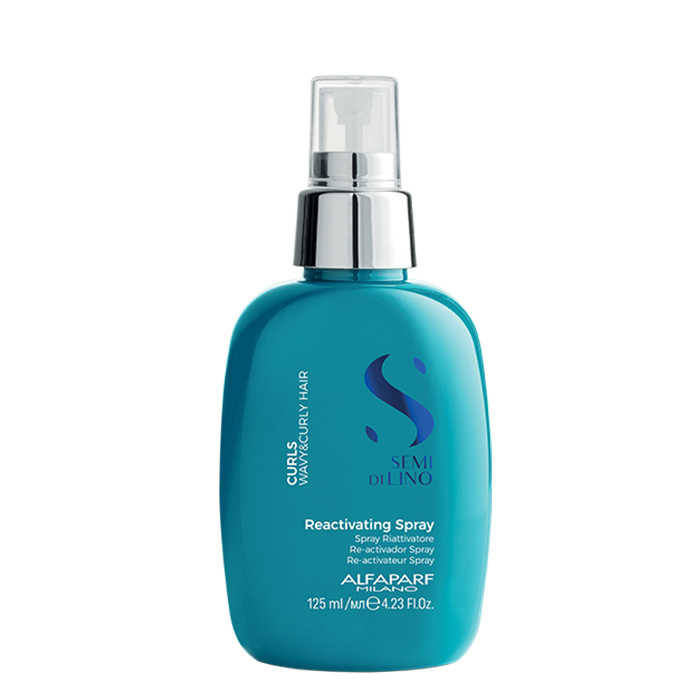 CURLS
WAVY&CURLY HAIR
SEMI
DI LINO
Reactivating Spray
Spray Riattivatore
Re-activador Spray
Re-activateur Spray
ALFAPARF
MILANO
125 ml/мл℮4.23 Fl.Oz.